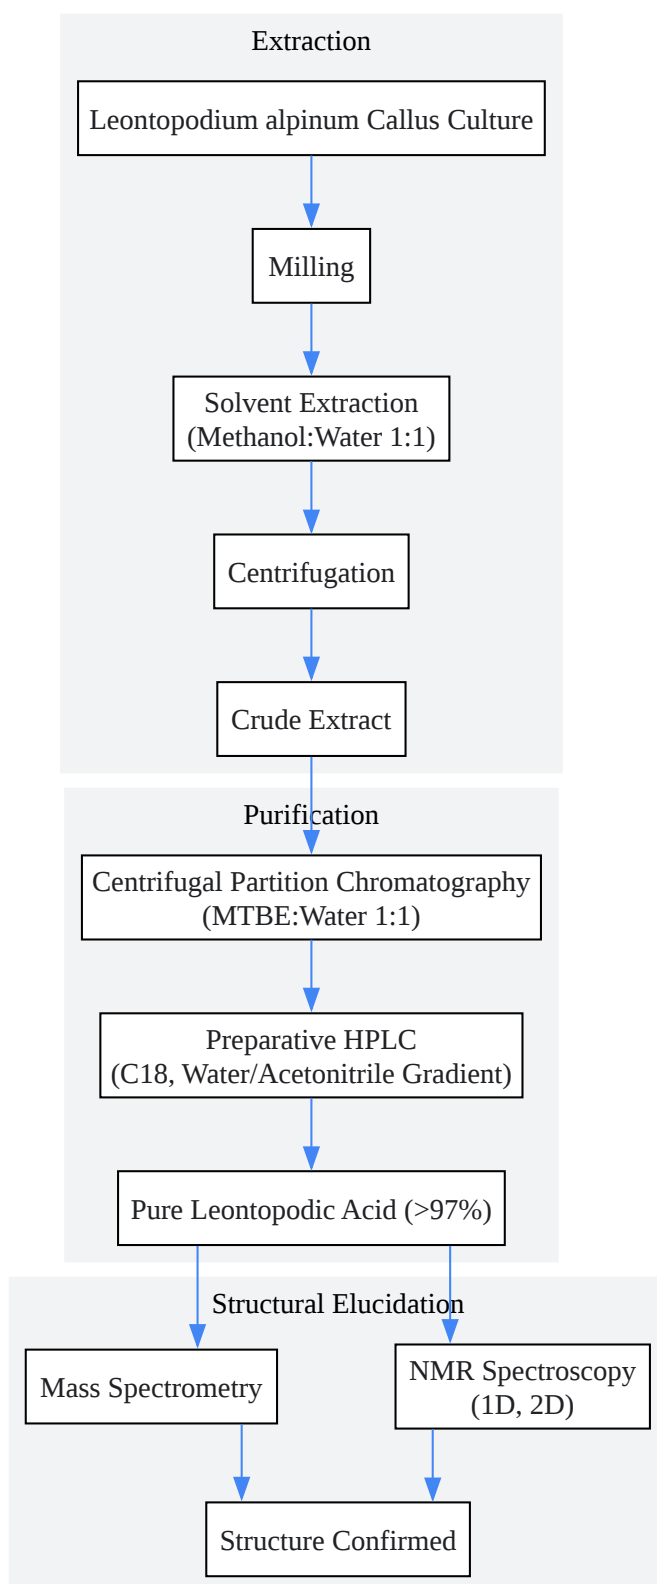 Extraction
Leontopodium alpinum Callus Culture
Milling
Solvent Extraction
(Methanol:Water 1:1)
Centrifugation
Crude Extract
Purification
Centrifugal Partition Chromatography
(MTBE:Water 1:1)
Preparative HPLC
(C18, Water/Acetonitrile Gradient)
Pure Leontopodic Acid (>97%)
Structural Elucidation
Mass Spectrometry
NMR Spectroscopy
(1D, 2D)
Structure Confirmed